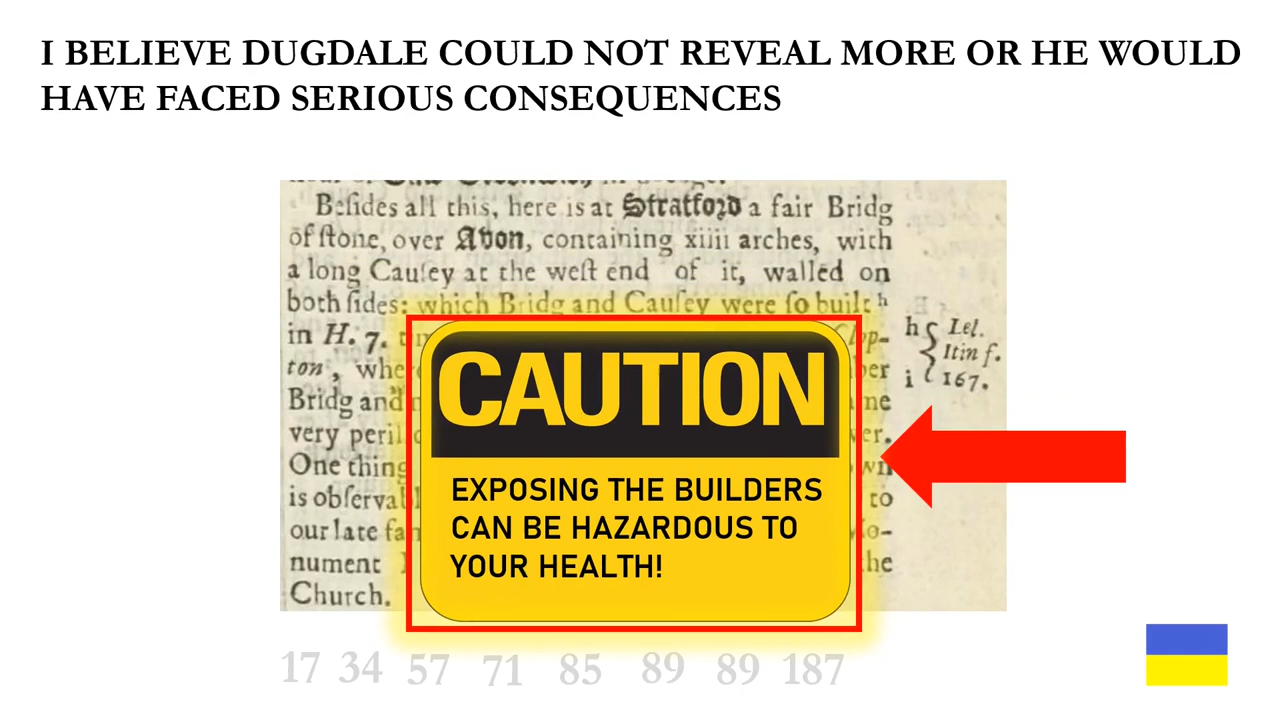 I BELIEVE DUGDALE COULD NOT REVEAL MORE OR HE WOULD
HAVE FACED SERIOUS CONSEQUENCES
Beſides all this, here is at Stratford a fair Bridg
of ſtone, over Avon, containing xiiii arches, with
a long Cauſey at the weſt end of it, walled on
both ſides: which Bridg and Cauſey were ſo built h
in H. 7.
ton,
Bridg and
very
One thing
is
our late
nument
Church.
to
the
h Lel.
Itin f.
i 167.
CAUTION
EXPOSING THE BUILDERS
CAN BE HAZARDOUS TO
YOUR HEALTH!
17 34 57 71 85 89 89 187